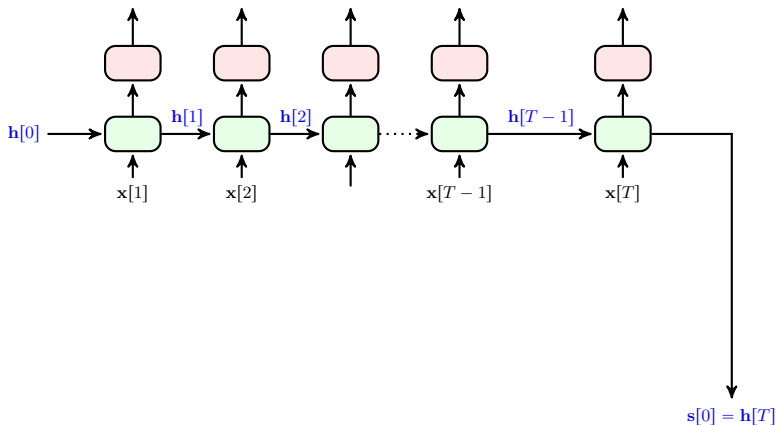 h[0]
h[1]
h[2]
h[T − 1]
x[1]
x[2]
x[T − 1]
x[T]
s[0] = h[T]